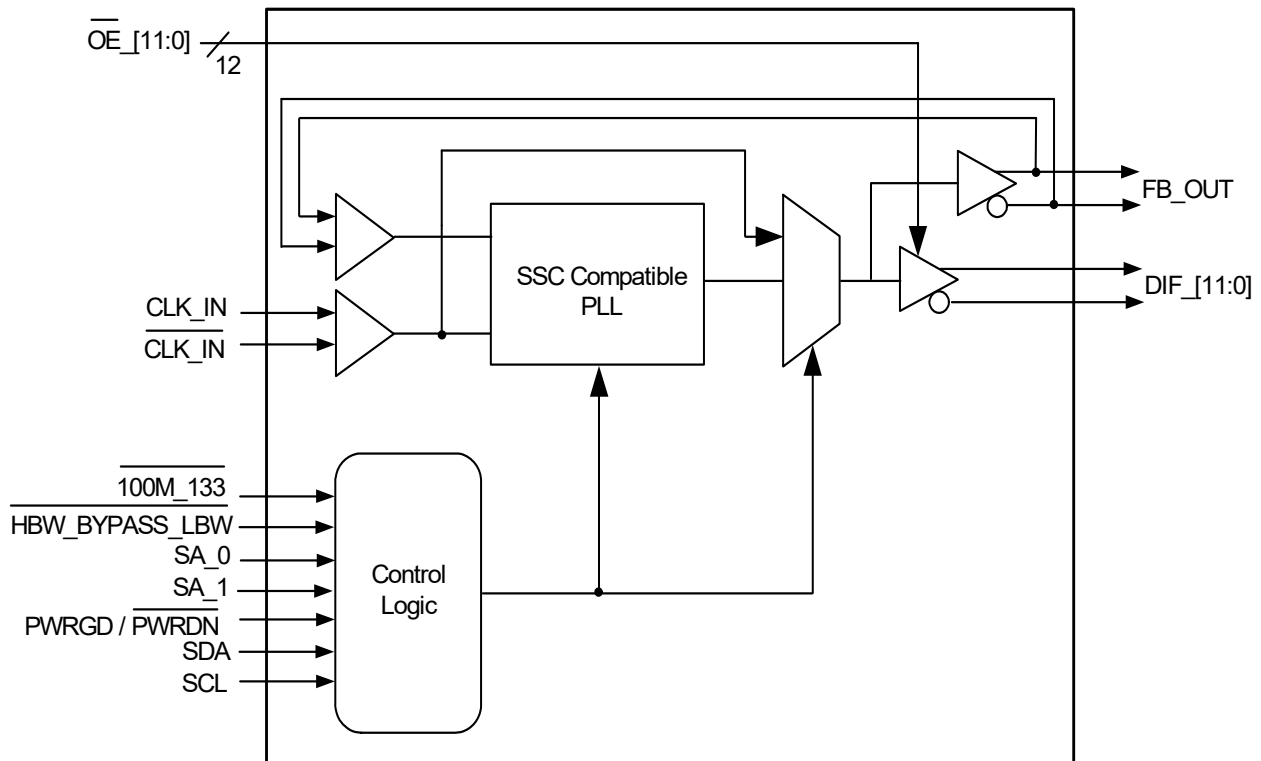 OE_[11:0]
12
FB_OUT
SSC Compatible
PLL
DIF_[11:0]
CLK_IN
CLK_IN
100M_133
HBW_BYPASS_LBW
SA_0
SA_1
PWRGD / PWRDN
SDA
SCL
Control
Logic